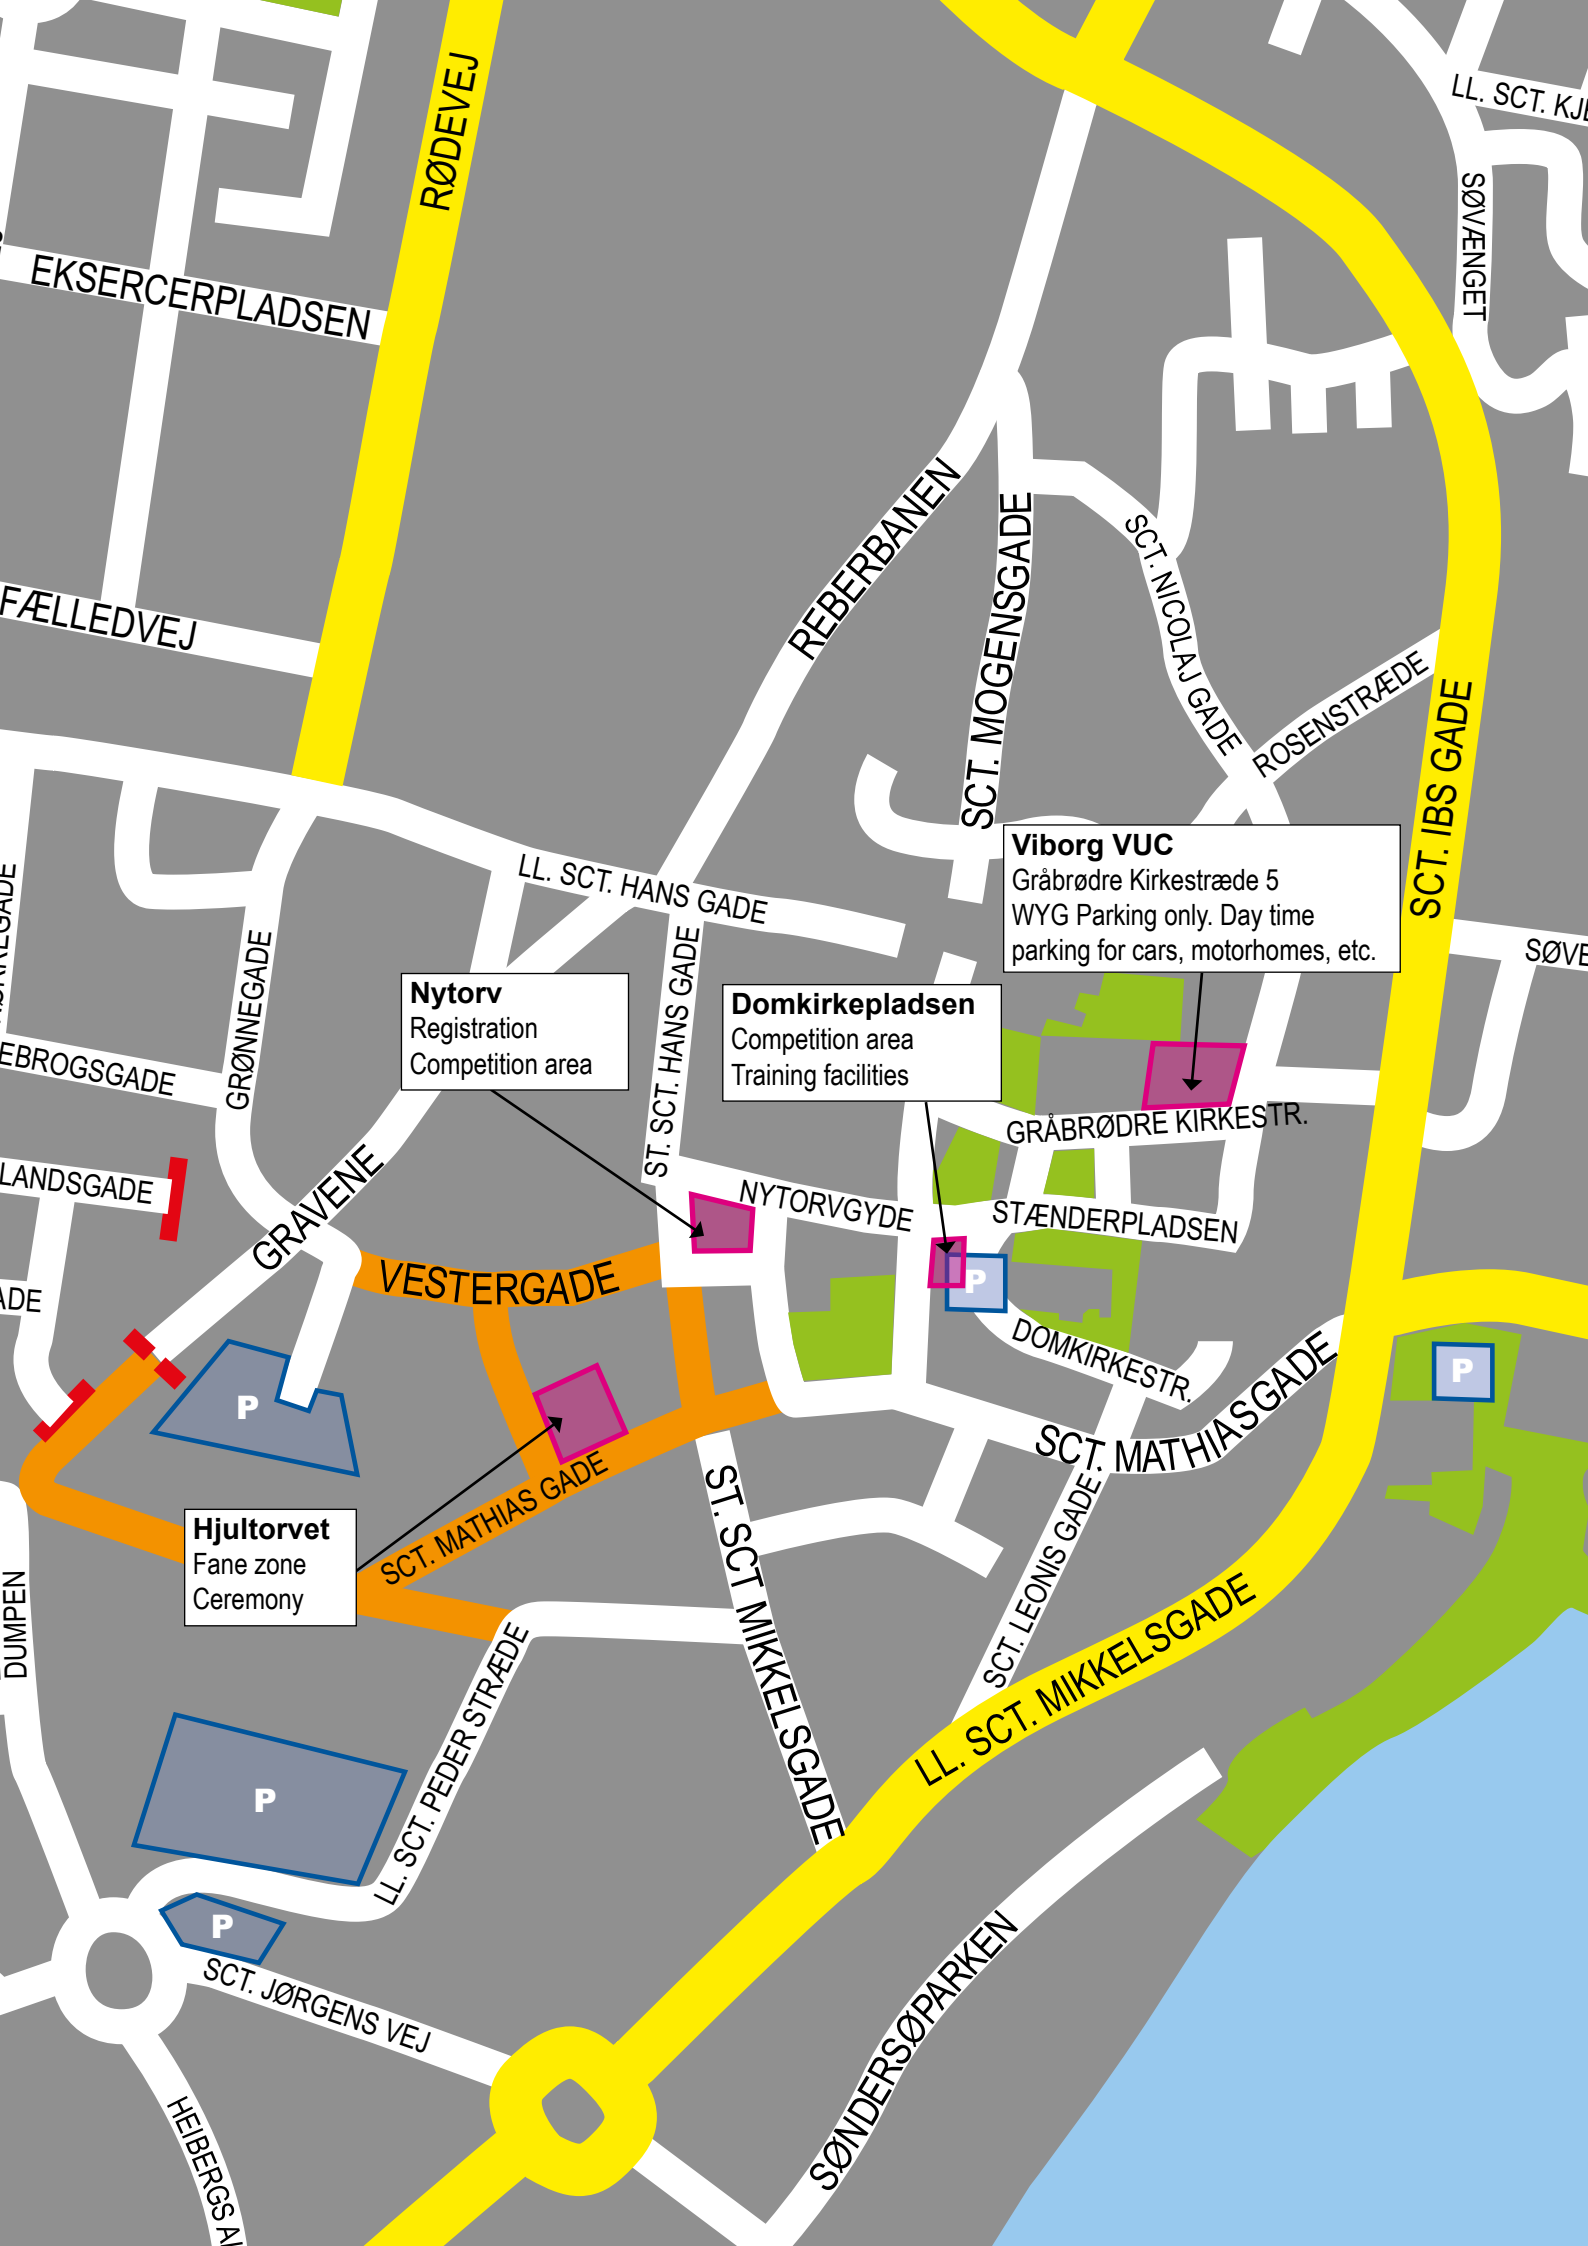 LL. SCT. KJE
RØDEVEJ
SØVÆNGET
EKSERCERPLADSEN
REBERBANEN
SCT. MOGENSGADE
SCT. NICOLAJ GADE
FÆLLEDVEJ
ROSENSTRÆDE
SCT. IBS GADE
Viborg VUC
Gråbrødre Kirkestræde 5
WYG Parking only. Day time
parking for cars, motorhomes, etc.
LL. SCT. HANS GADE
ST. SCT. HANS GADE
GRØNNEGADE
SØVE
Nytorv
Registration
Competition area
Domkirkepladsen
Competition area
Training facilities
EBROGSGADE
GRÅBRØDRE KIRKESTR.
LANDSGADE
GRAVENE
NYTORVGYDE
STÆNDERPLADSEN
VESTERGADE
P
ADE
DOMKIRKESTR.
SCT. MATHIASGADE
P
P
SCT. MATHIAS GADE
ST. SCT MIKKELSGADE
SCT. LEONIS GADE.
Hjultorvet
Fane zone
Ceremony
DUMPEN
LL. SCT. PEDER STRÆDE
LL. SCT. MIKKELSGADE
P
P
SCT. JØRGENS VEJ
SØNDERSØPARKEN
HEIBERGS A